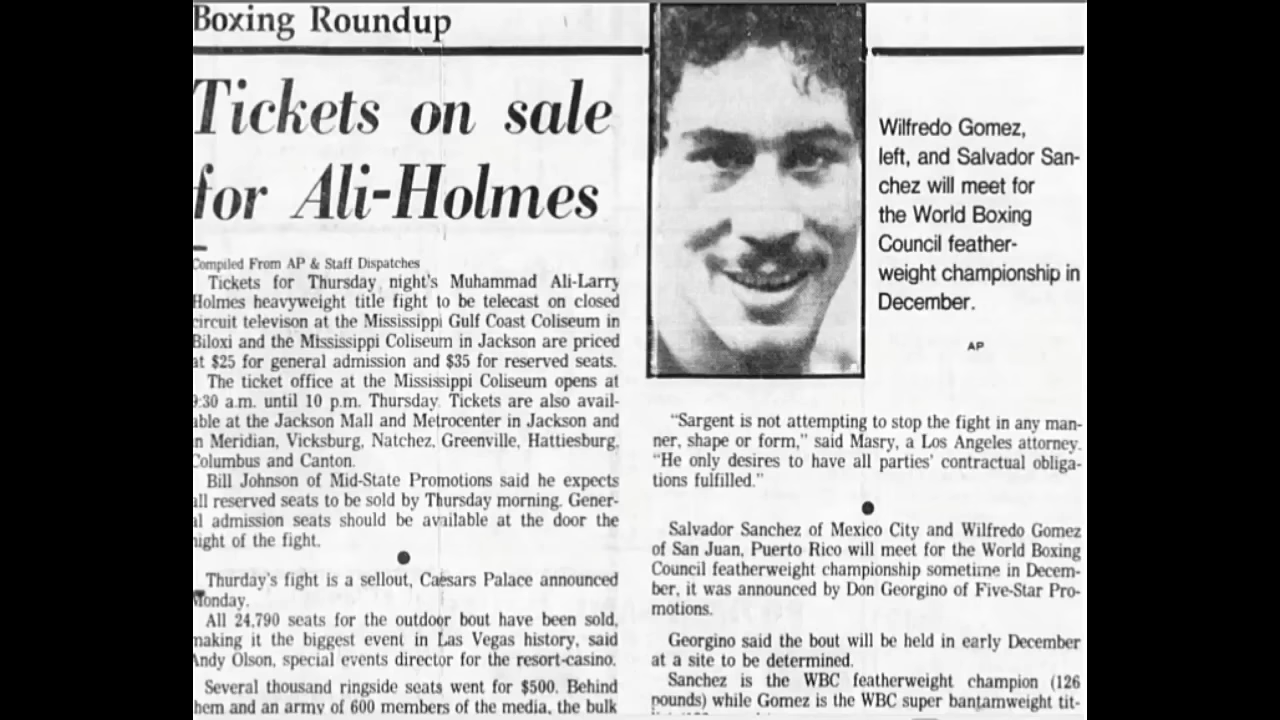 Boxing Roundup
Tickets on sale
for Ali-Holmes
Compiled From AP & Staff Dispatches
Tickets for Thursday night's Muhammad Ali-Larry
Holmes heavyweight title fight to be telecast on closed
circuit televison at the Mississippi Gulf Coast Coliseum in
Biloxi and the Mississippi Coliseum in Jackson are priced
at $25 for general admission and $35 for reserved seats.
The ticket office at the Mississippi Coliseum opens at
9:30 a.m. until 10 p.m. Thursday. Tickets are also avail-
able at the Jackson Mall and Metrocenter in Jackson and
in Meridian, Vicksburg, Natchez, Greenville, Hattiesburg,
Columbus and Canton.
Bill Johnson of Mid-State Promotions said he expects
all reserved seats to be sold by Thursday morning. Gener-
al admission seats should be available at the door the
night of the fight.
Thurday's fight is a sellout, Caesars Palace announced
Monday.
All 24,790 seats for the outdoor bout have been sold,
making it the biggest event in Las Vegas history, said
Andy Olson, special events director for the resort-casino.
Several thousand ringside seats went for $500. Behind
them and an army of 600 members of the media, the bulk
Wilfredo Gomez,
left, and Salvador San-
chez will meet for
the World Boxing
Council feather-
weight championship in
December.
AP
"Sargent is not attempting to stop the fight in any man-
ner, shape or form," said Masry, a Los Angeles attorney.
"He only desires to have all parties' contractual obliga-
tions fulfilled."
Salvador Sanchez of Mexico City and Wilfredo Gomez
of San Juan, Puerto Rico will meet for the World Boxing
Council featherweight championship sometime in Decem-
ber, it was announced by Don Georgino of Five-Star Pro-
motions.
Georgino said the bout will be held in early December
at a site to be determined.
Sanchez is the WBC featherweight champion (126
pounds) while Gomez is the WBC super bantamweight tit-